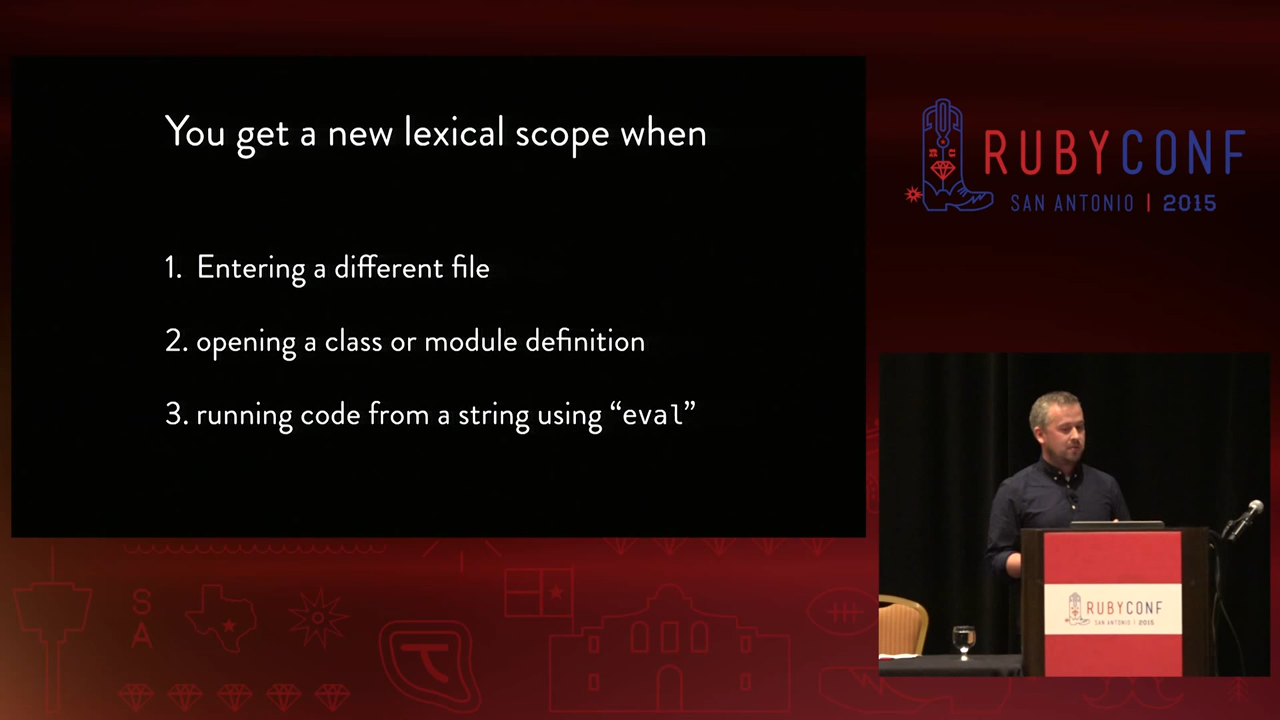 You get a new lexical scope when
1. Entering a different file
2. opening a class or module definition
3. running code from a string using “eval”
RUBYCONF
SAN ANTONIO | 2015
RUBYCONF
SAN ANTONIO | 2015
S
A